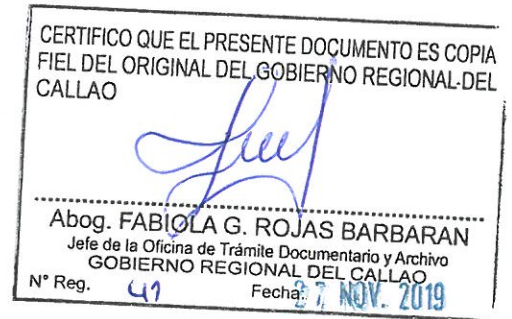 CERTIFICO QUE EL PRESENTE DOCUMENTO ES COPIA
FIEL DEL ORIGINAL DEL GOBIERNO REGIONAL DEL
CALLAO
Abog. FABIOLA G. ROJAS BARBARAN
Jefe de la Oficina de Trámite Documentario y Archivo
GOBIERNO REGIONAL DEL CALLAO
N° Reg. 41 Fecha: 27 NOV. 2019